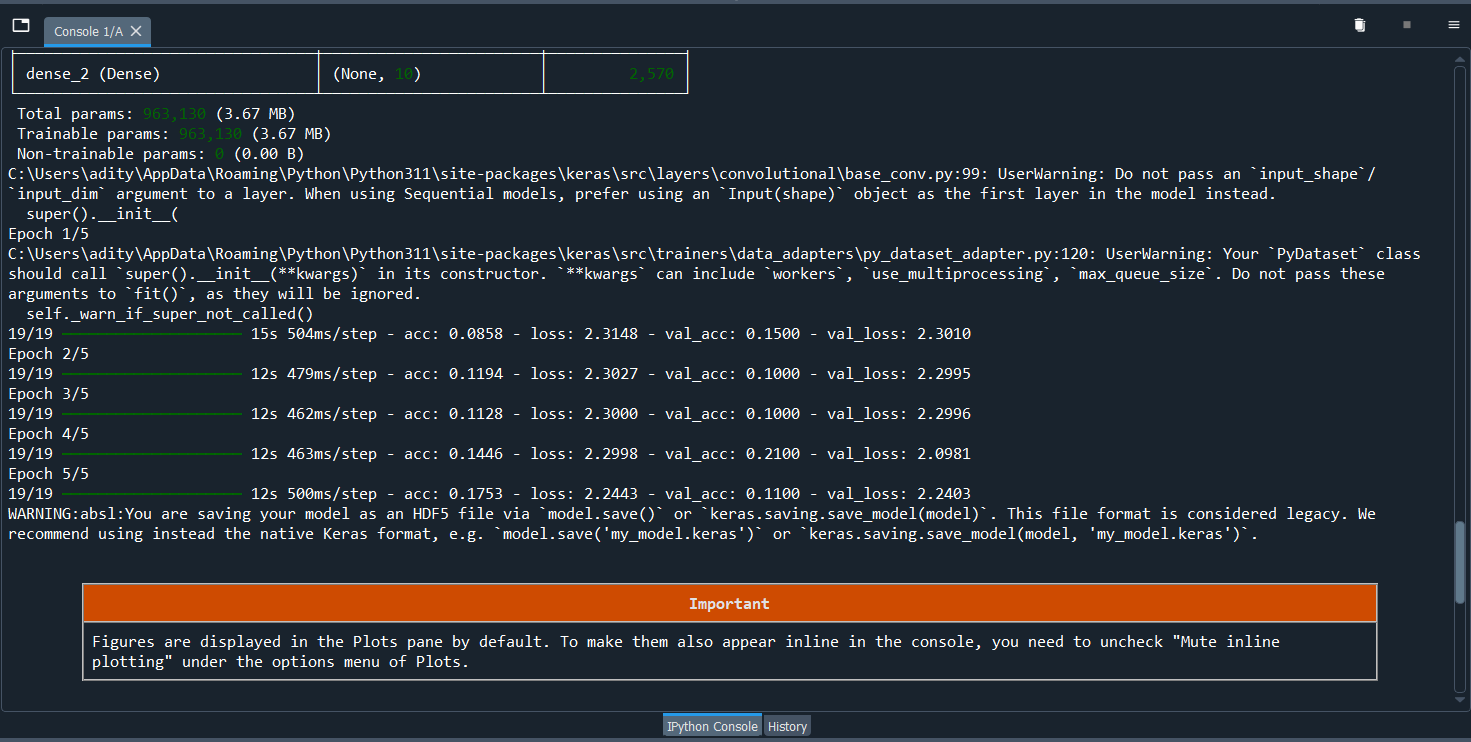 Console 1/A
dense_2 (Dense) (None, 10) 2,570
Total params: 963,130 (3.67 MB)
Trainable params: 963,130 (3.67 MB)
Non-trainable params: 0 (0.00 B)
C:\Users\adity\AppData\Roaming\Python\Python311\site-packages\keras\src\layers\convolutional\base_conv.py:99: UserWarning: Do not pass an `input_shape`/
`input_dim` argument to a layer. When using Sequential models, prefer using an `Input(shape)` object as the first layer in the model instead.
super().__init__(
Epoch 1/5
C:\Users\adity\AppData\Roaming\Python\Python311\site-packages\keras\src\trainers\data_adapters\py_dataset_adapter.py:120: UserWarning: Your `PyDataset` class
should call `super().__init__(**kwargs)` in its constructor. `**kwargs` can include `workers`, `use_multiprocessing`, `max_queue_size`. Do not pass these
arguments to `fit()`, as they will be ignored.
self._warn_if_super_not_called()
19/19 15s 504ms/step - acc: 0.0858 - loss: 2.3148 - val_acc: 0.1500 - val_loss: 2.3010
Epoch 2/5
19/19 12s 479ms/step - acc: 0.1194 - loss: 2.3027 - val_acc: 0.1000 - val_loss: 2.2995
Epoch 3/5
19/19 12s 462ms/step - acc: 0.1128 - loss: 2.3000 - val_acc: 0.1000 - val_loss: 2.2996
Epoch 4/5
19/19 12s 463ms/step - acc: 0.1446 - loss: 2.2998 - val_acc: 0.2100 - val_loss: 2.0981
Epoch 5/5
19/19 12s 500ms/step - acc: 0.1753 - loss: 2.2443 - val_acc: 0.1100 - val_loss: 2.2403
WARNING:absl:You are saving your model as an HDF5 file via `model.save()` or `keras.saving.save_model(model)`. This file format is considered legacy. We
recommend using instead the native Keras format, e.g. `model.save('my_model.keras')` or `keras.saving.save_model(model, 'my_model.keras')`.
Important
Figures are displayed in the Plots pane by default. To make them also appear inline in the console, you need to uncheck "Mute inline
plotting" under the options menu of Plots.
IPython Console History